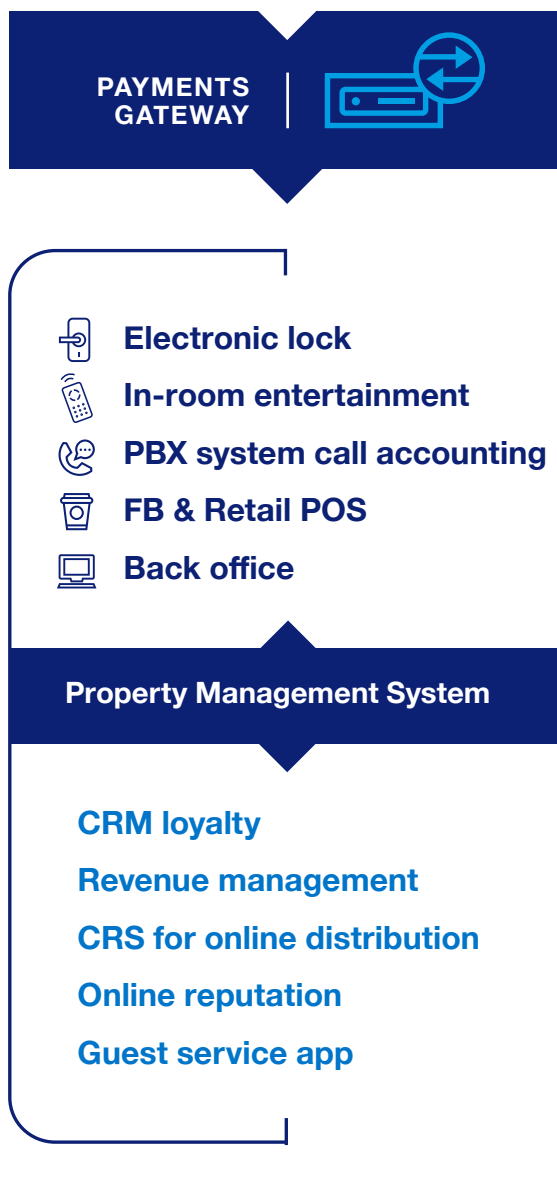 PAYMENTS
GATEWAY
Electronic lock
In-room entertainment
PBX system call accounting
FB & Retail POS
Back office
Property Management System
CRM loyalty
Revenue management
CRS for online distribution
Online reputation
Guest service app